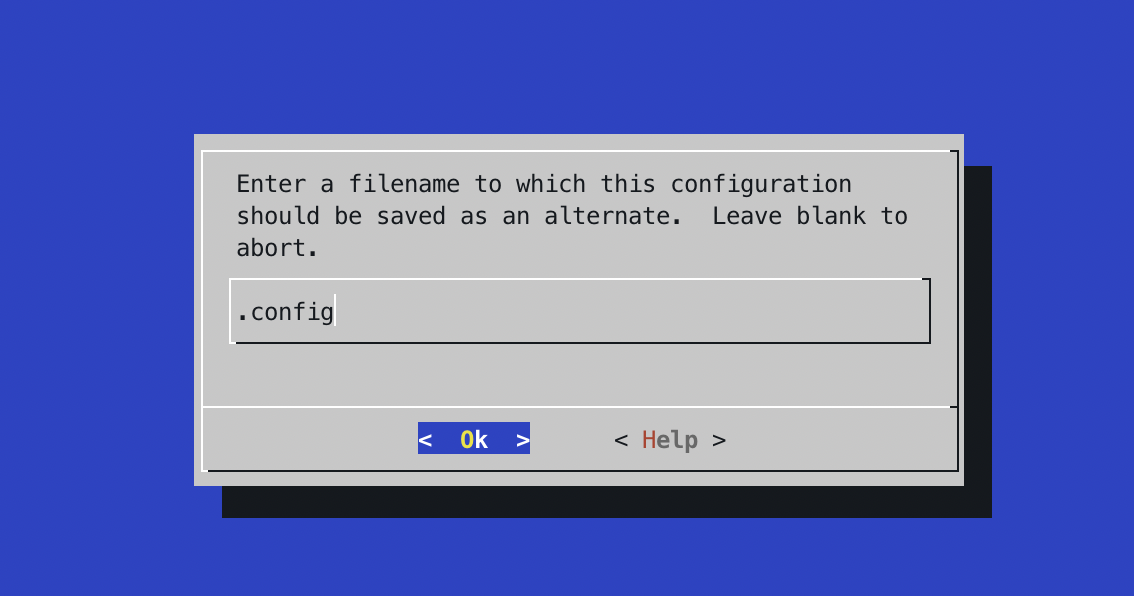 Enter a filename to which this configuration
should be saved as an alternate.  Leave blank to
abort.
.config
<  Ok  > < Help >